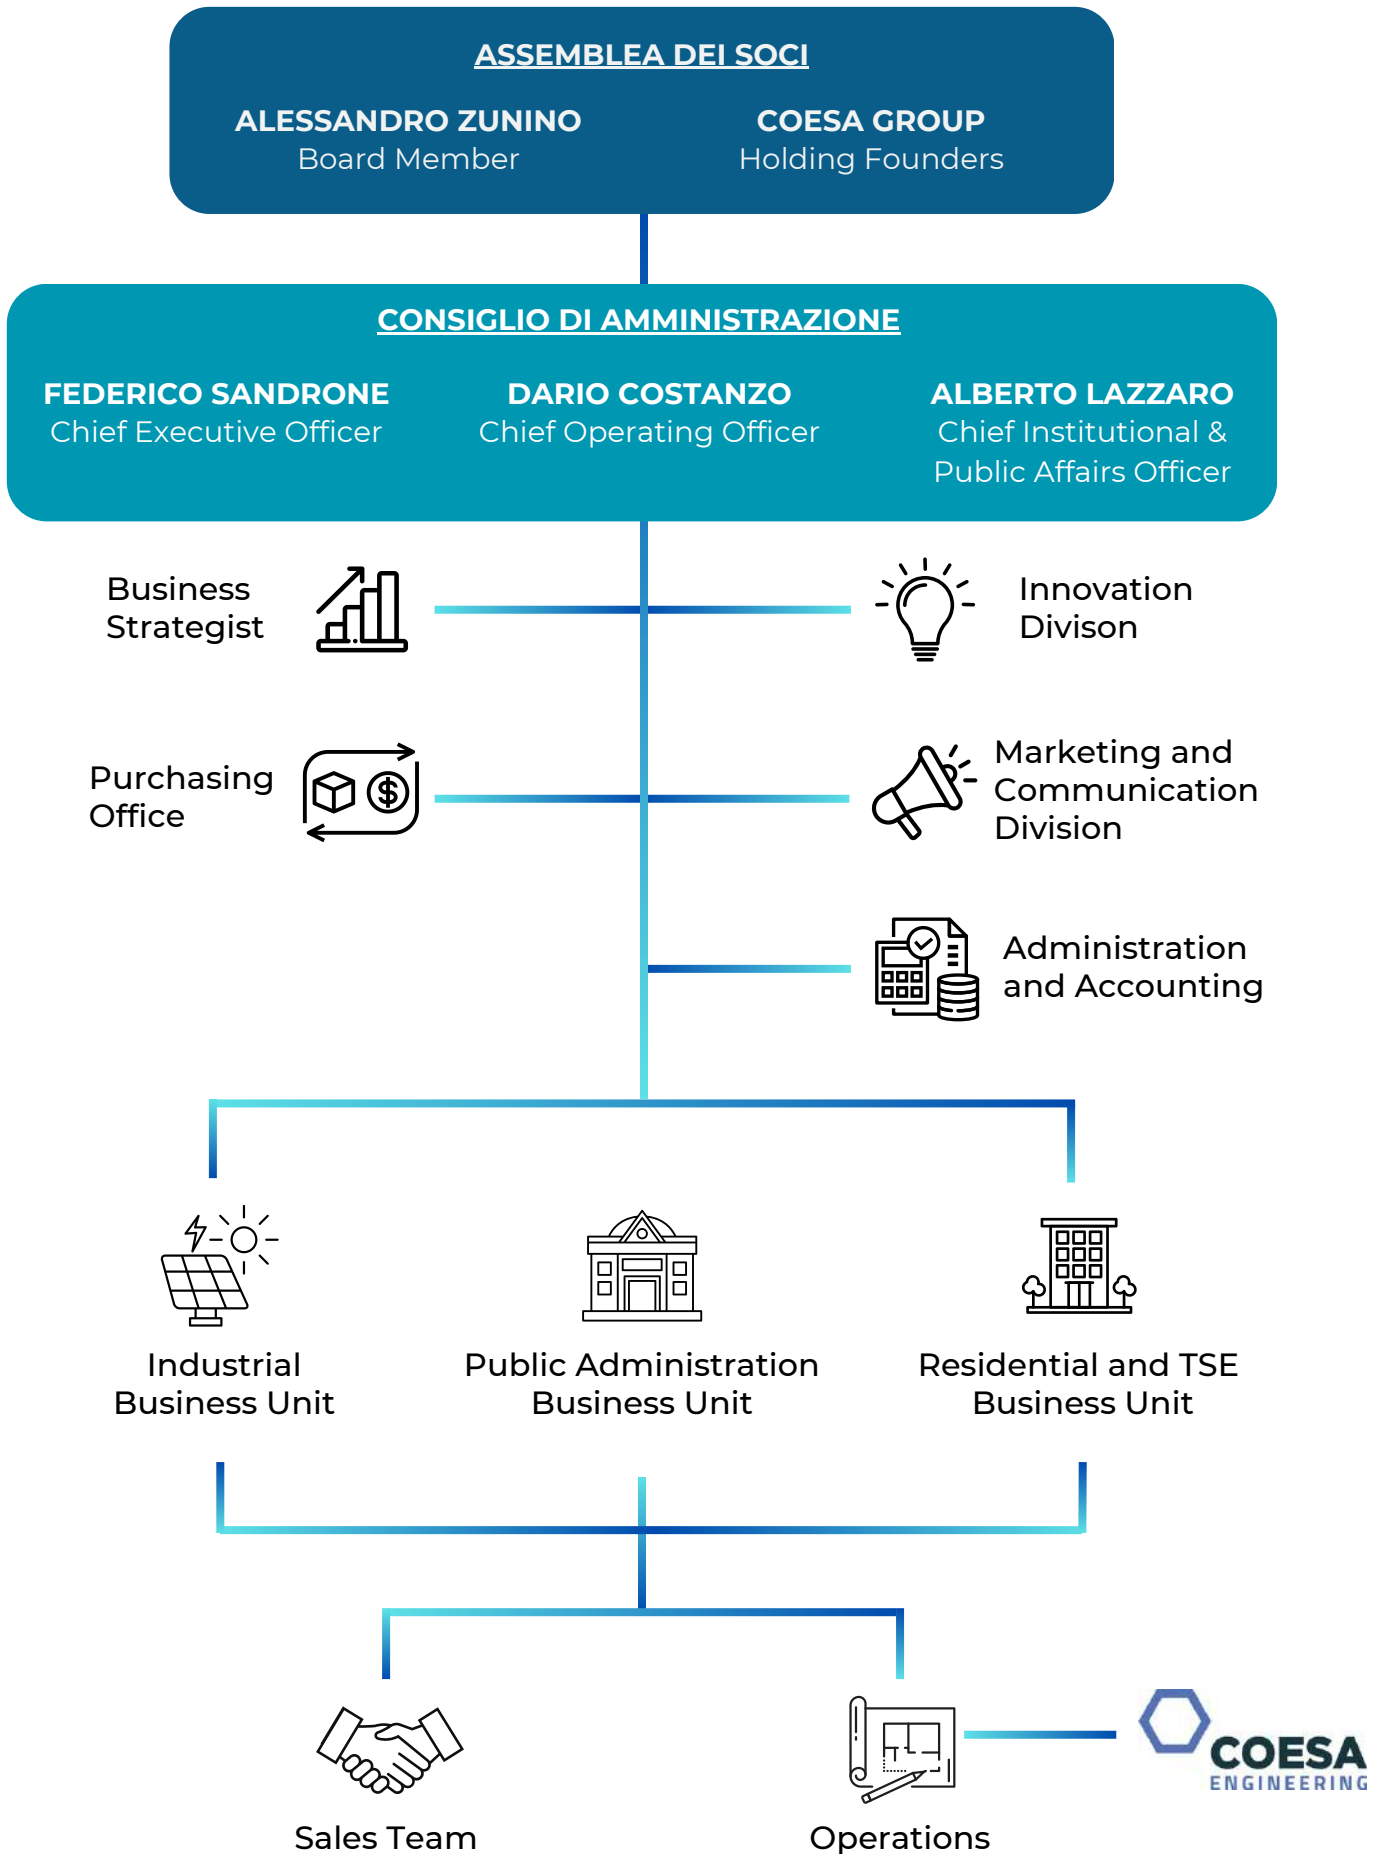 ASSEMBLEA DEI SOCI
ALESSANDRO ZUNINO
Board Member
COESA GROUP
Holding Founders
CONSIGLIO DI AMMINISTRAZIONE
FEDERICO SANDRONE
Chief Executive Officer
DARIO COSTANZO
Chief Operating Officer
ALBERTO LAZZARO
Chief Institutional &
Public Affairs Officer
Business
Strategist
Innovation
Divison
Purchasing
Office
$
Marketing and
Communication
Division
Administration
and Accounting
Industrial
Business Unit
Public Administration
Business Unit
Residential and TSE
Business Unit
Sales Team
Operations
COESA
ENGINEERING